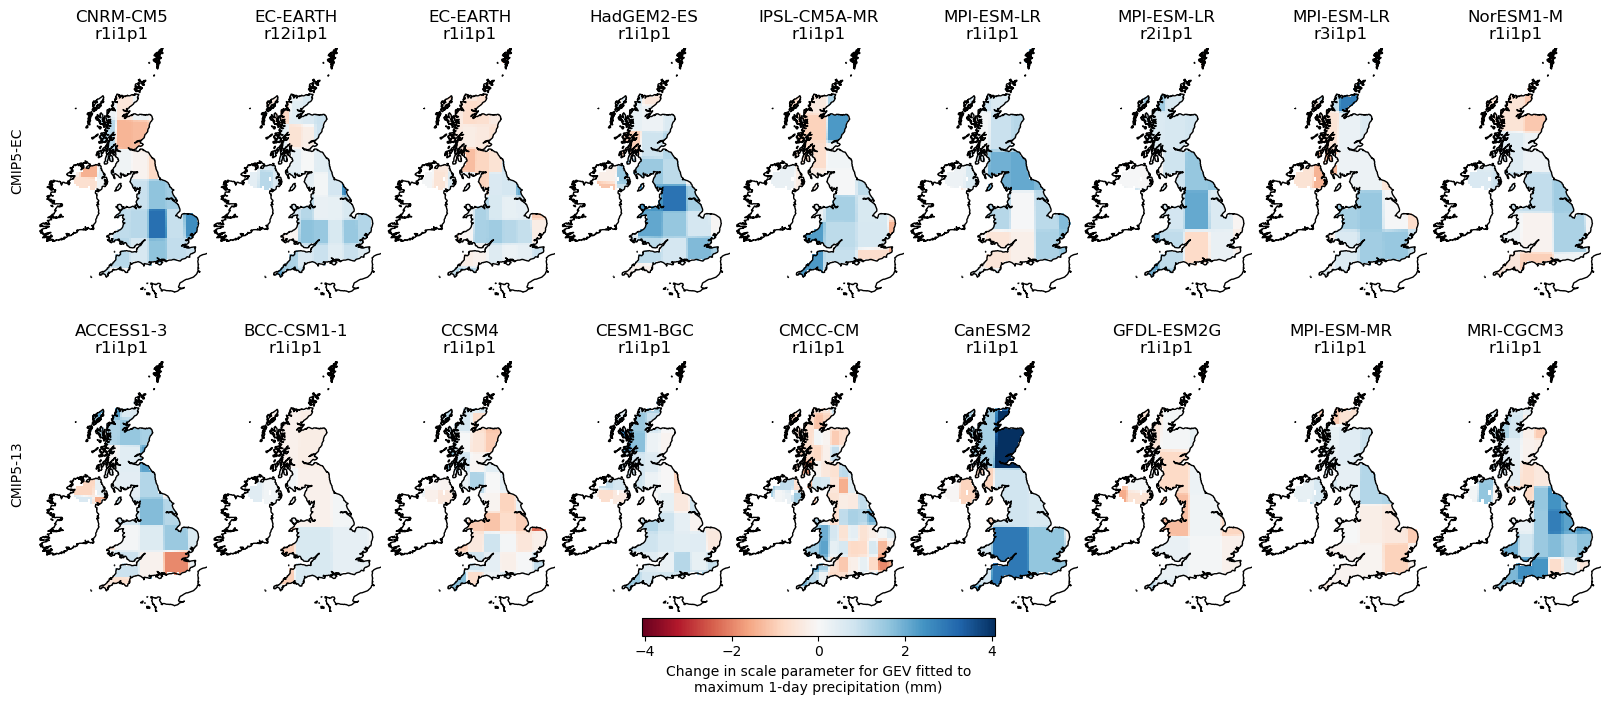 CNRM-CM5
r1i1p1
EC-EARTH
r12i1p1
EC-EARTH
r1i1p1
HadGEM2-ES
r1i1p1
IPSL-CM5A-MR
r1i1p1
MPI-ESM-LR
r1i1p1
MPI-ESM-LR
r2i1p1
MPI-ESM-LR
r3i1p1
NorESM1-M
r1i1p1
CMIP5-EC
ACCESS1-3
r1i1p1
BCC-CSM1-1
r1i1p1
CCSM4
r1i1p1
CESM1-BGC
r1i1p1
CMCC-CM
r1i1p1
CanESM2
r1i1p1
GFDL-ESM2G
r1i1p1
MPI-ESM-MR
r1i1p1
MRI-CGCM3
r1i1p1
CMIP5-13
−4 −2 0 2 4
Change in scale parameter for GEV fitted to
maximum 1-day precipitation (mm)